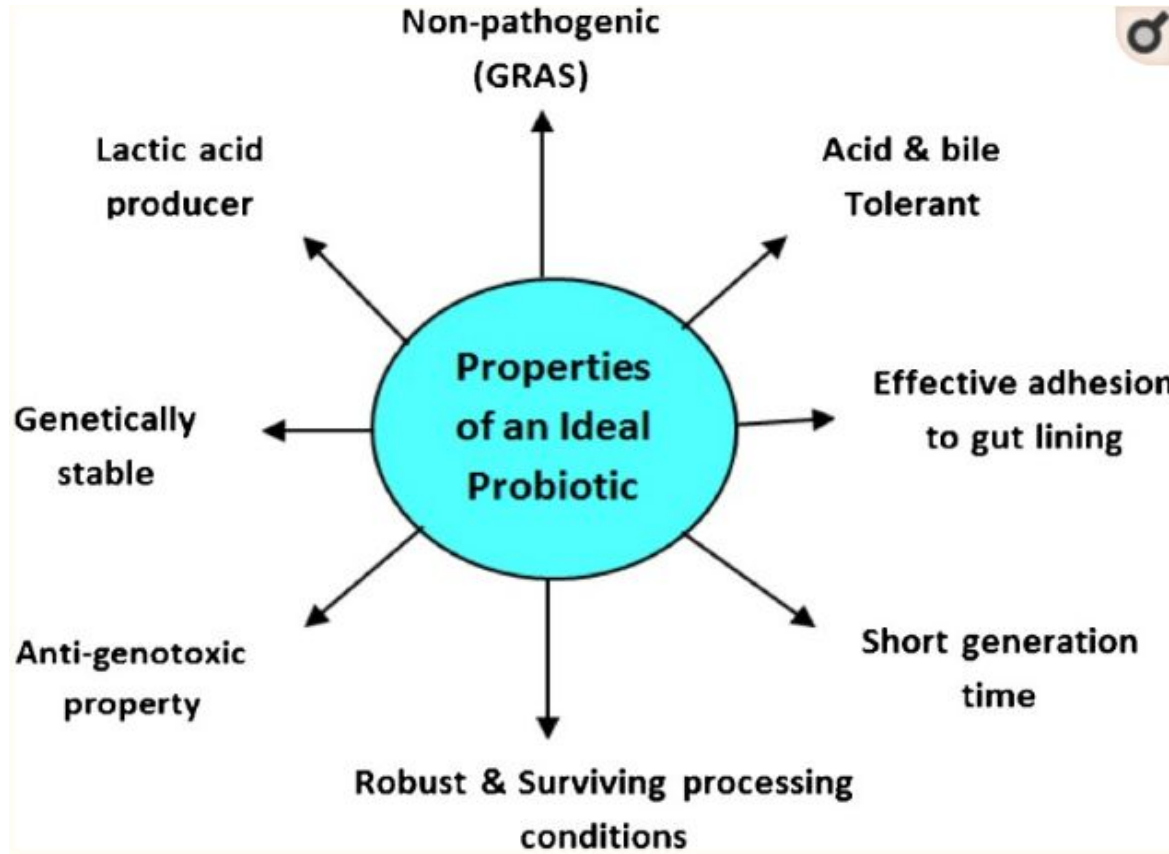 Non-pathogenic
(GRAS)
Acid & bile
Tolerant
Effective adhesion
to gut lining
Short generation
time
Robust & Surviving processing
conditions
Anti-genotoxic
property
Genetically
stable
Lactic acid
producer
Properties
of an Ideal
Probiotic